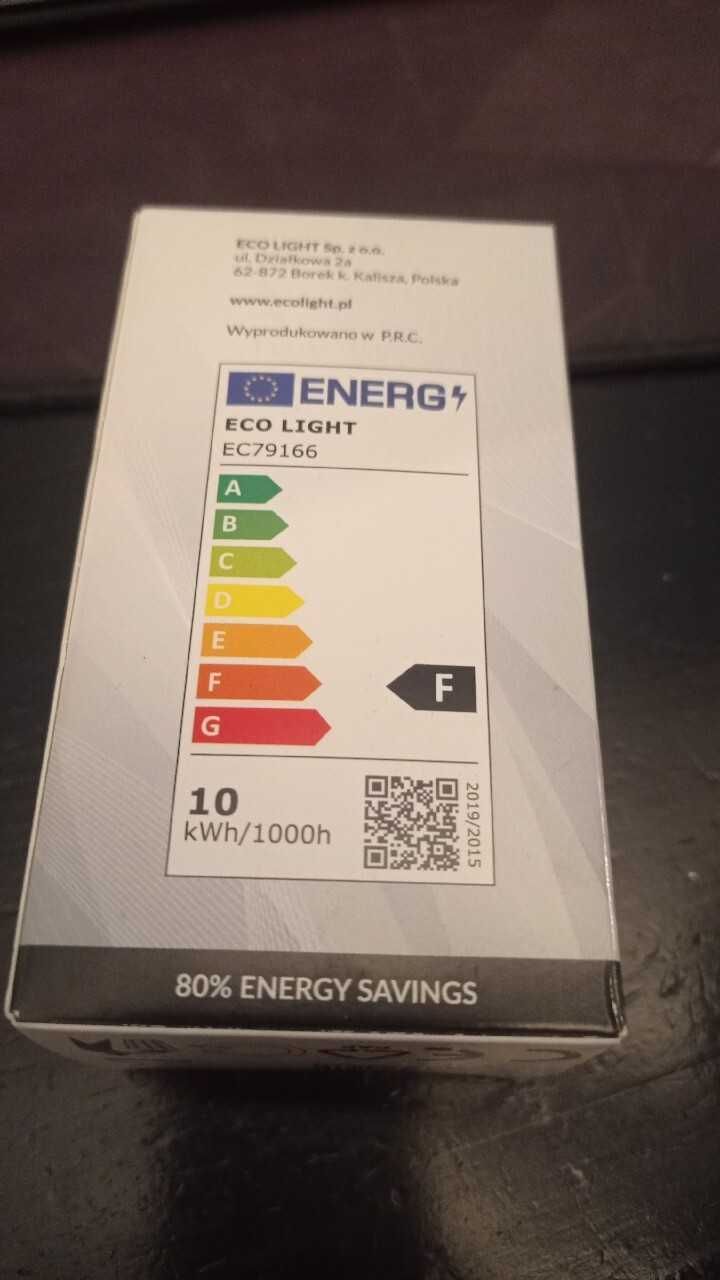 ECO LIGHT Sp. z o.o.
ul. Działkowa 2a
62-872 Borek k. Kalisza, Polska
www.ecolight.pl
Wyprodukowano w P.R.C.
ENERG
ECO LIGHT
EC79166
A
B
C
D
E
F
F
G
10
kWh/1000h
2019/2015
80% ENERGY SAVINGS